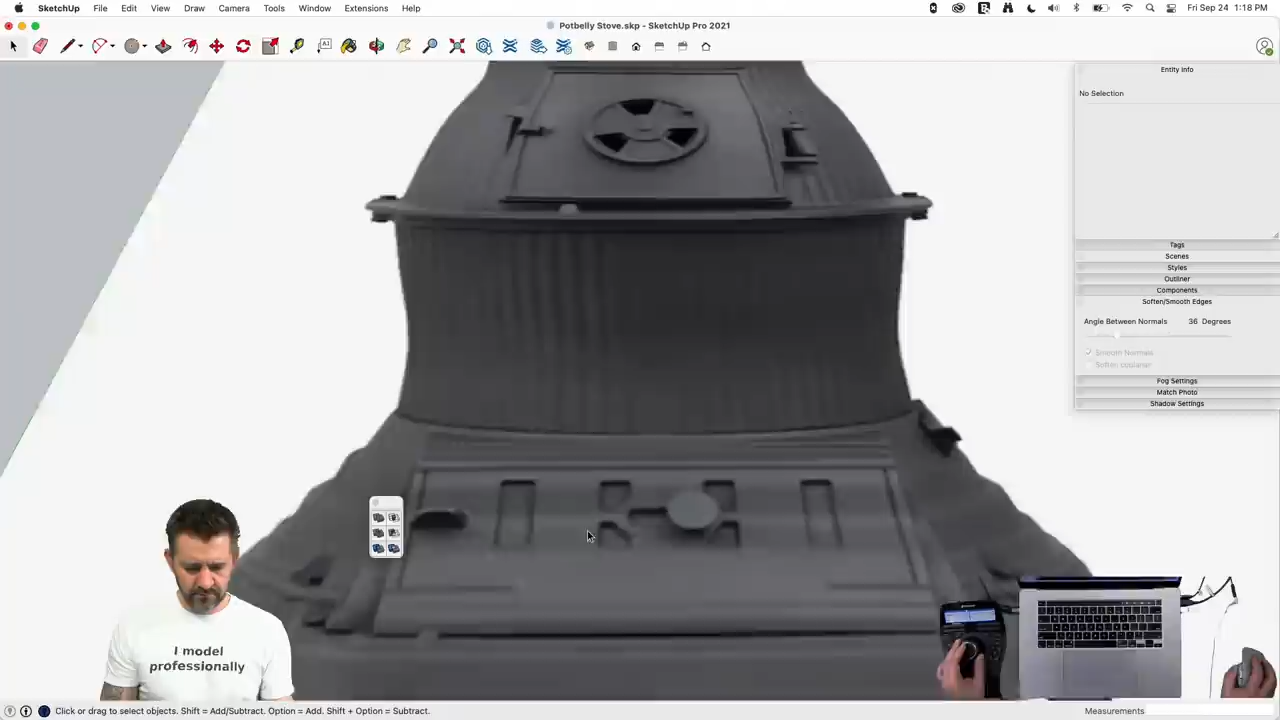 SketchUp File Edit View Draw Camera Tools Window Extensions Help Fri Sep 24 1:18 PM
Potbelly Stove.skp - SketchUp Pro 2021
Entity Info
No Selection
Tags
Scenes
Styles
Outliner
Components
Soften/Smooth Edges
Angle Between Normals 36 Degrees
Smooth Normals
Soften coplanar
Fog Settings
Match Photo
Shadow Settings
I model
professionally
Click or drag to select objects. Shift = Add/Subtract. Option = Add. Shift + Option = Subtract.
Measurements